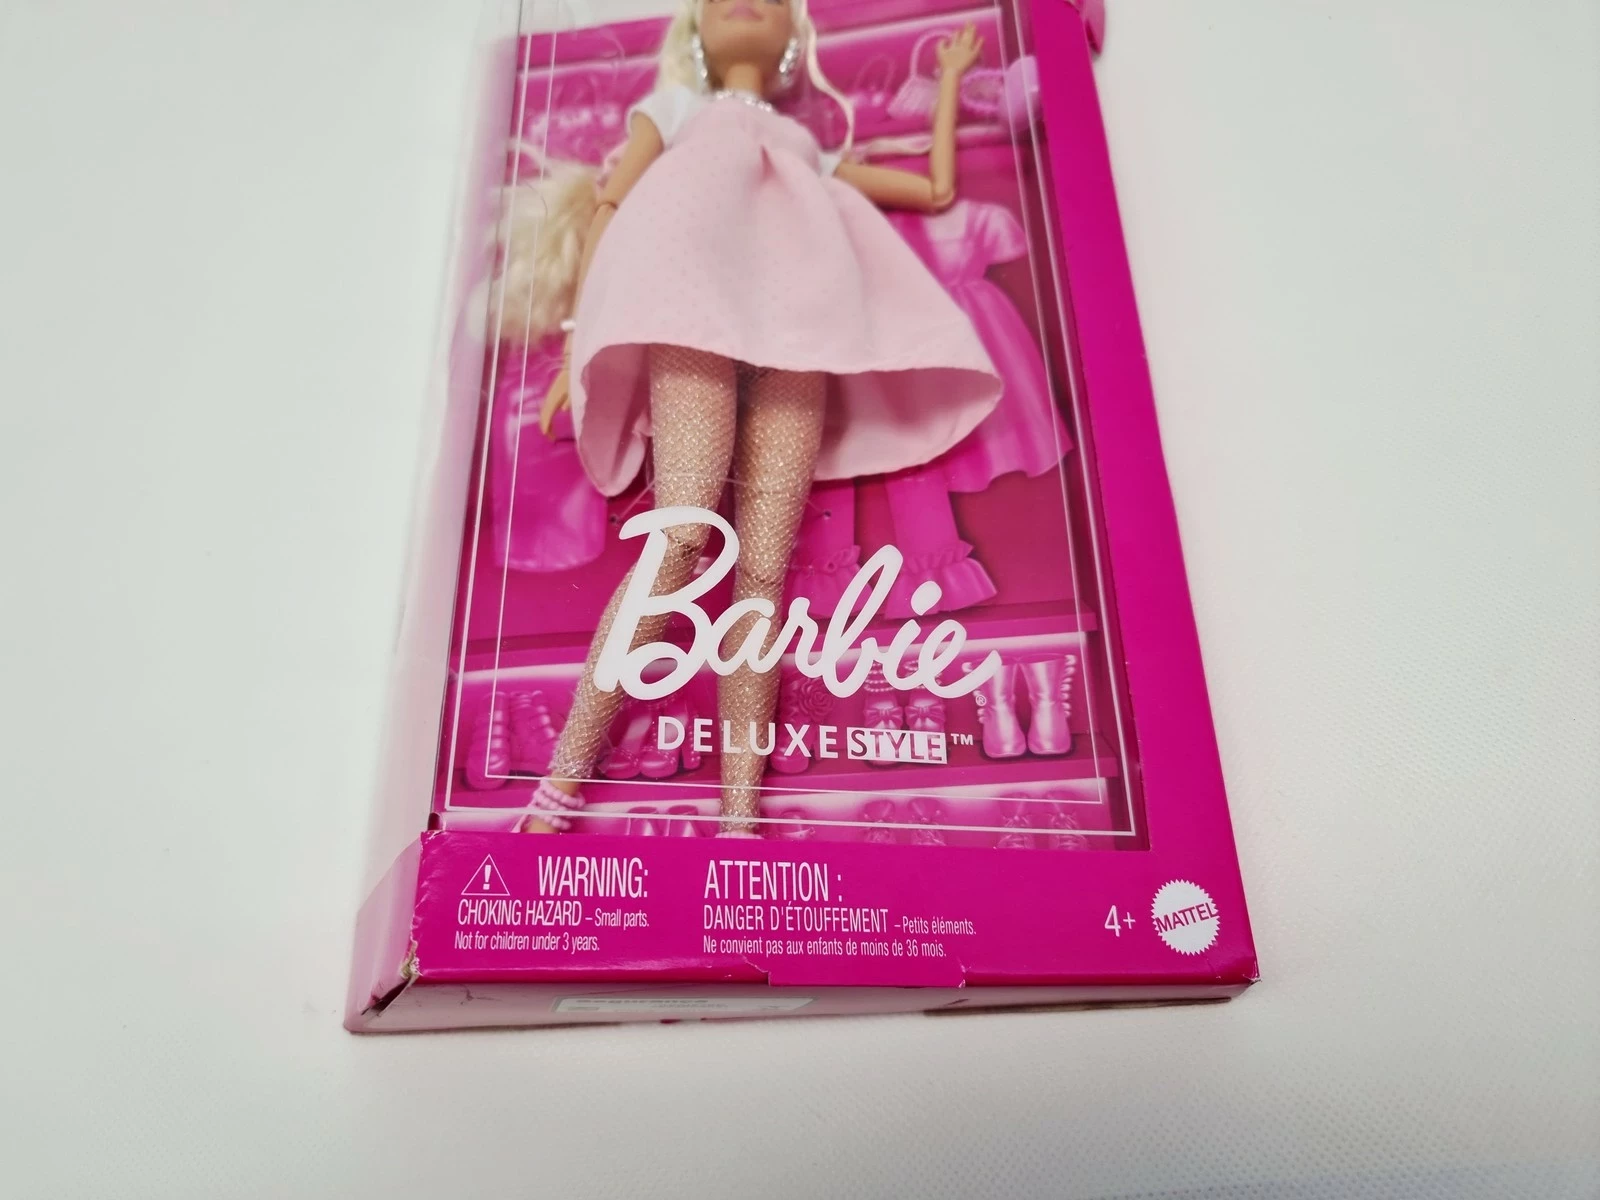 Barbie®
DELUXE STYLE™
WARNING:
CHOKING HAZARD – Small parts.
Not for children under 3 years.
ATTENTION :
DANGER D'ÉTOUFFEMENT – Petits éléments.
Ne convient pas aux enfants de moins de 36 mois.
4+
MATTEL